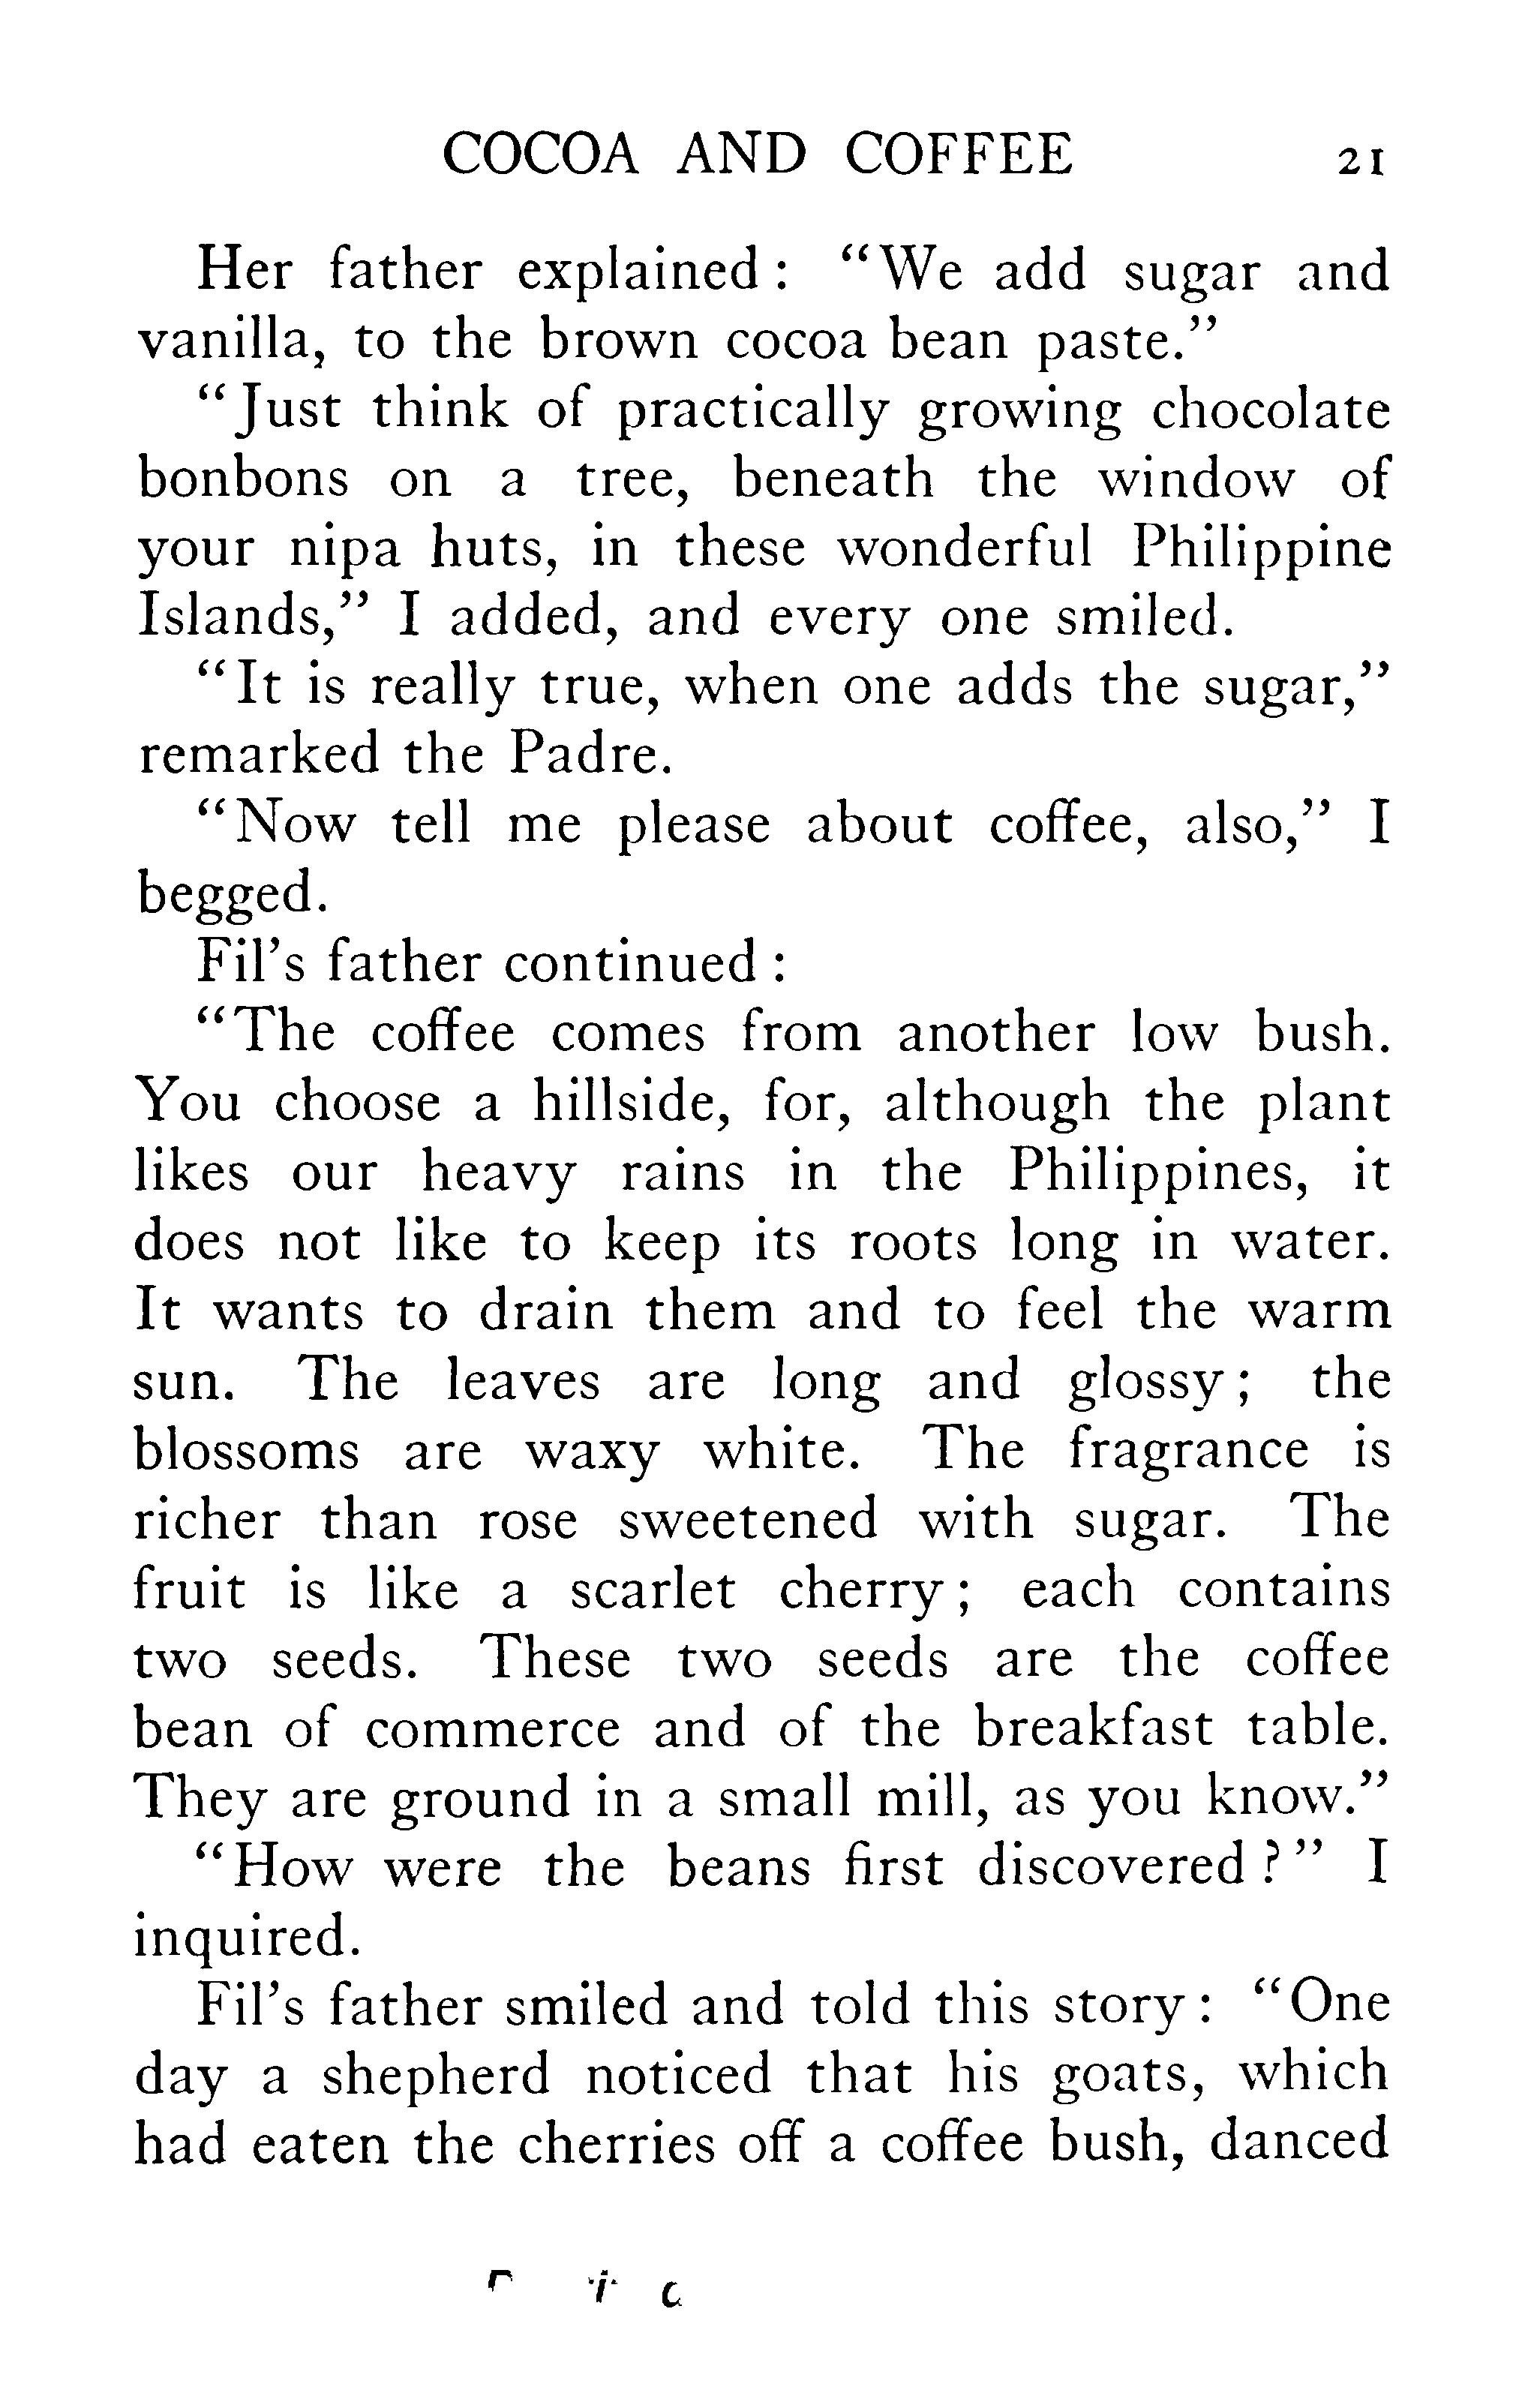 COCOA AND COFFEE 21
Her father explained: "We add sugar and
vanilla, to the brown cocoa bean paste."
"Just think of practically growing chocolate
bonbons on a tree, beneath the window of
your nipa huts, in these wonderful Philippine
Islands," I added, and every one smiled.
"It is really true, when one adds the sugar,"
remarked the Padre.
"Now tell me please about coffee, also," I
begged.
Fil's father continued:
"The coffee comes from another low bush.
You choose a hillside, for, although the plant
likes our heavy rains in the Philippines, it
does not like to keep its roots long in water.
It wants to drain them and to feel the warm
sun. The leaves are long and glossy; the
blossoms are waxy white. The fragrance is
richer than rose sweetened with sugar. The
fruit is like a scarlet cherry; each contains
two seeds. These two seeds are the coffee
bean of commerce and of the breakfast table.
They are ground in a small mill, as you know."
"How were the beans first discovered?" I
inquired.
Fil's father smiled and told this story: "One
day a shepherd noticed that his goats, which
had eaten the cherries off a coffee bush, danced